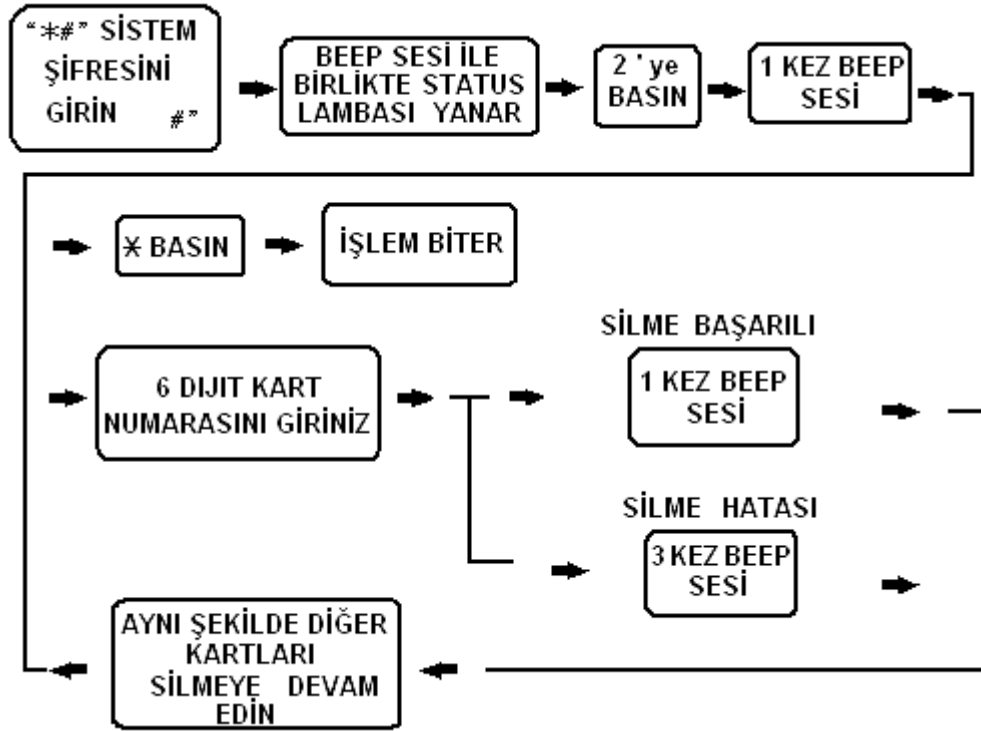 “*#” SİSTEM
ŞİFRESİNİ
GİRİN #”
BEEP SESİ İLE
BİRLİKTE STATUS
LAMBASI YANAR
2 ' ye
BASIN
1 KEZ BEEP
SESİ
* BASIN
İŞLEM BİTER
6 DIJIT KART
NUMARASINI GİRİNİZ
SİLME BAŞARILI
1 KEZ BEEP
SESİ
SİLME HATASI
3 KEZ BEEP
SESİ
AYNI ŞEKİLDE DİĞER
KARTLARI
SİLMEYE DEVAM
EDİN